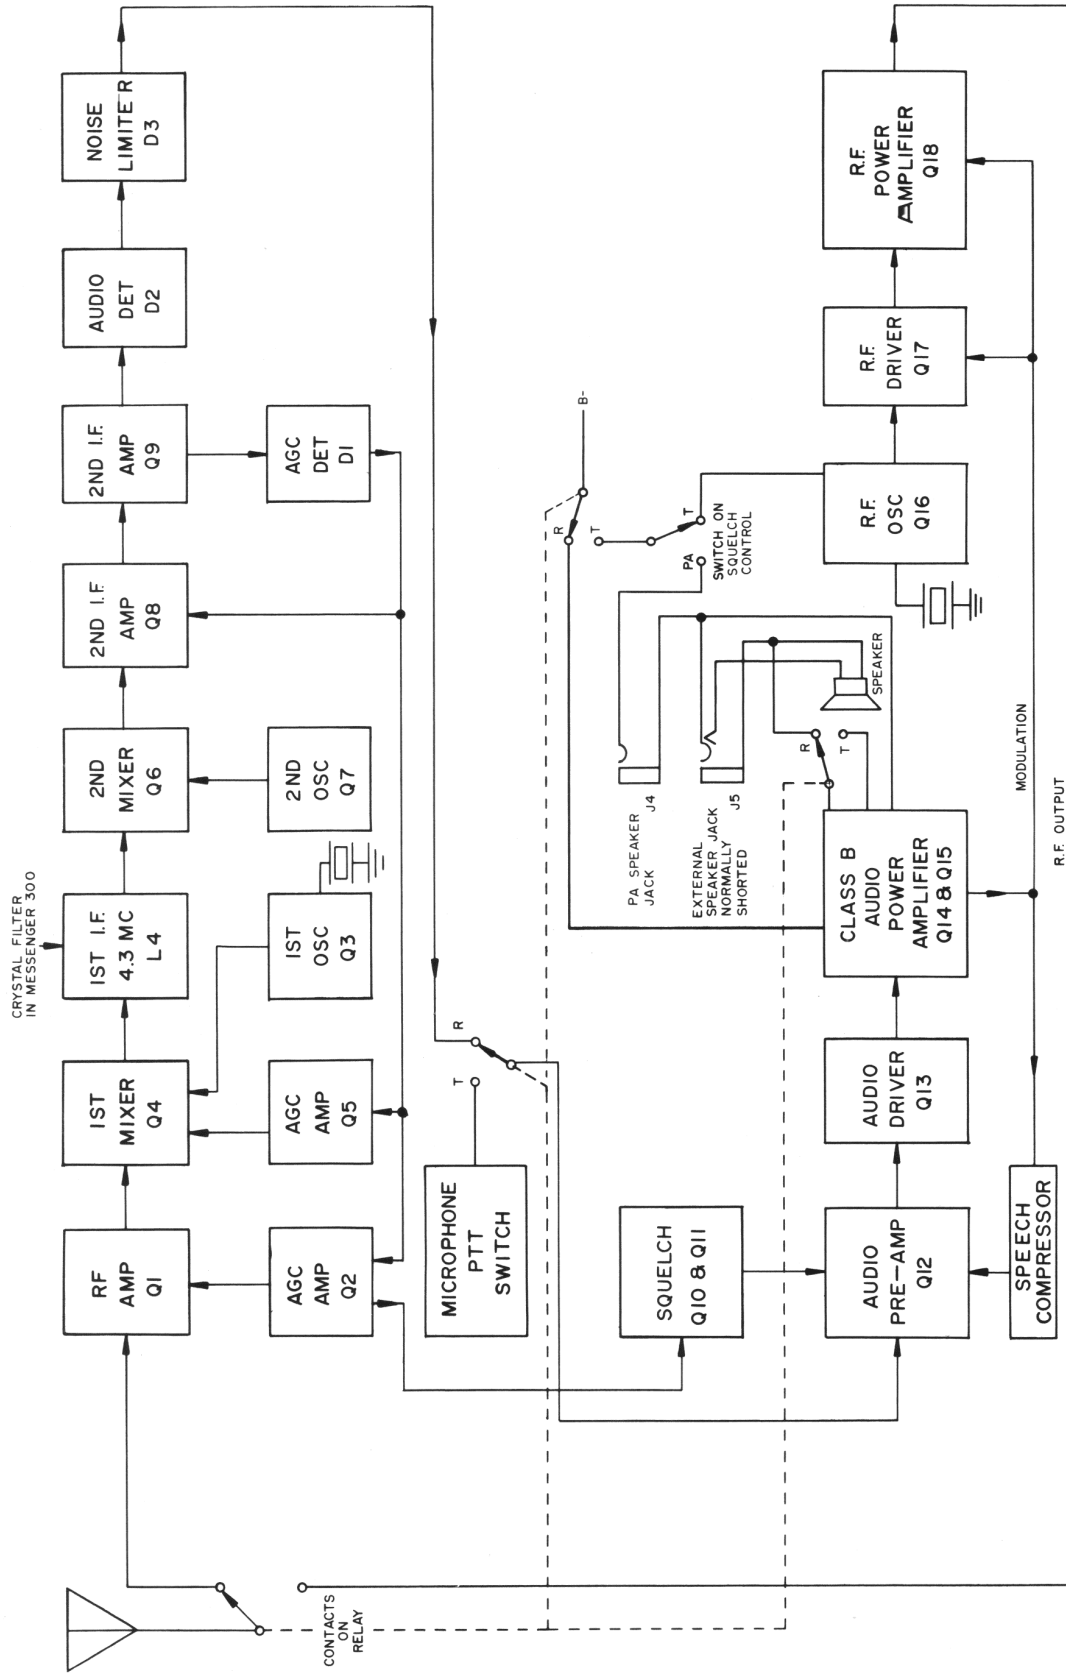 CRYSTAL FILTER
IN MESSENGER 300
RF
AMP
Q1
IST
MIXER
Q4
IST I.F.
4.3 MC
L4
2ND
MIXER
Q6
2ND I.F.
AMP
Q8
2ND I.F.
AMP
Q9
AUDIO
DET
D2
NOISE
LIMITER
D3
AGC
AMP
Q2
AGC
AMP
Q5
IST
OSC
Q3
2ND
OSC
Q7
AGC
DET
D1
CONTACTS
ON
RELAY
MICROPHONE
PTT
SWITCH
T
R
SQUELCH
Q10 & Q11
PA SPEAKER
JACK
J4
EXTERNAL
SPEAKER JACK
NORMALLY
SHORTED
J5
R
T
B-
PA
T
SWITCH ON
SQUELCH
CONTROL
R
T
SPEAKER
AUDIO
PRE-AMP
Q12
AUDIO
DRIVER
Q13
CLASS B
AUDIO
POWER
AMPLIFIER
Q14 & Q15
R.F.
OSC
Q16
R.F.
DRIVER
Q17
R.F.
POWER
AMPLIFIER
Q18
SPEECH
COMPRESSOR
MODULATION
R.F. OUTPUT